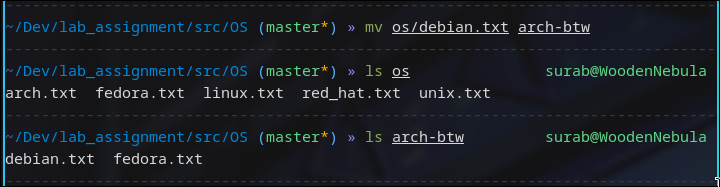 ~/Dev/lab_assignment/src/OS (master*) » mv os/debian.txt arch-btw
~/Dev/lab_assignment/src/OS (master*) » ls os surab@WoodenNebula
arch.txt fedora.txt linux.txt red_hat.txt unix.txt
~/Dev/lab_assignment/src/OS (master*) » ls arch-btw surab@WoodenNebula
debian.txt fedora.txt